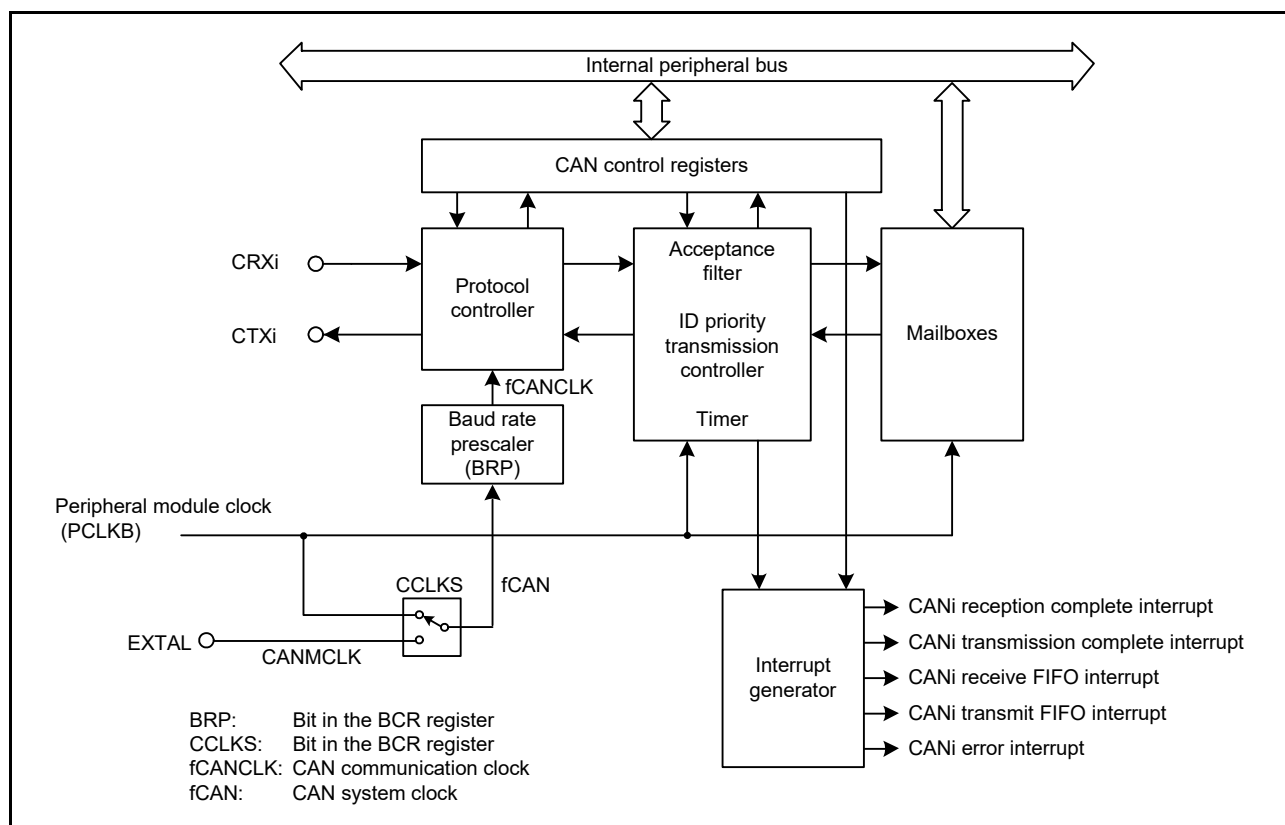 Internal peripheral bus
CAN control registers
CRXi
CTXi
Protocol
controller
Acceptance
filter
ID priority
transmission
controller
Timer
Mailboxes
fCANCLK
Baud rate
prescaler
(BRP)
Peripheral module clock
(PCLKB)
CCLKS
fCAN
EXTAL
CANMCLK
Interrupt
generator
CANi reception complete interrupt
CANi transmission complete interrupt
CANi receive FIFO interrupt
CANi transmit FIFO interrupt
CANi error interrupt
BRP: Bit in the BCR register
CCLKS: Bit in the BCR register
fCANCLK: CAN communication clock
fCAN: CAN system clock